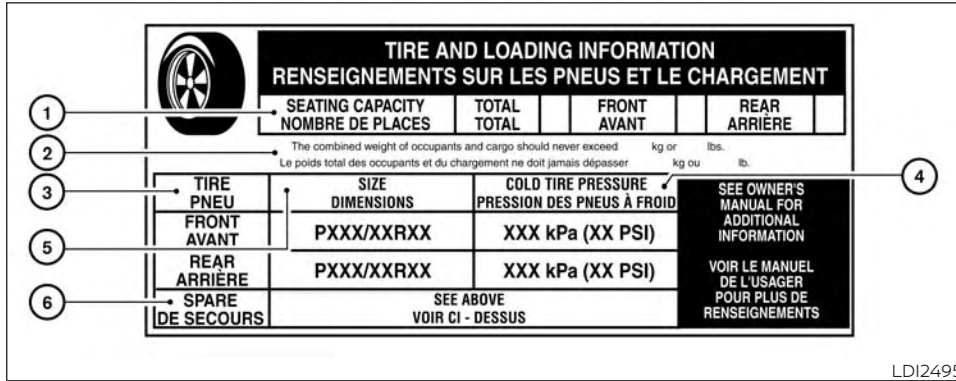 TIRE AND LOADING INFORMATION
RENSEIGNEMENTS SUR LES PNEUS ET LE CHARGEMENT
1
SEATING CAPACITY TOTAL FRONT REAR
NOMBRE DE PLACES TOTAL AVANT ARRIÈRE
2
The combined weight of occupants and cargo should never exceed kg or lbs.
Le poids total des occupants et du chargement ne doit jamais dépasser kg ou lb.
3
TIRE
PNEU
SIZE
DIMENSIONS
COLD TIRE PRESSURE
PRESSION DES PNEUS À FROID
4
5
FRONT
AVANT
PXXX/XXRXX
XXX kPa (XX PSI)
REAR
ARRIÈRE
PXXX/XXRXX
XXX kPa (XX PSI)
6
SPARE
DE SECOURS
SEE ABOVE
VOIR CI - DESSUS
SEE OWNER'S
MANUAL FOR
ADDITIONAL
INFORMATION
VOIR LE MANUEL
DE L'USAGER
POUR PLUS DE
RENSEIGNEMENTS
LDI2495